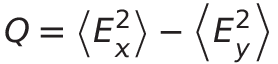 Q = ⟨E_x^2⟩ − ⟨E_y^2⟩